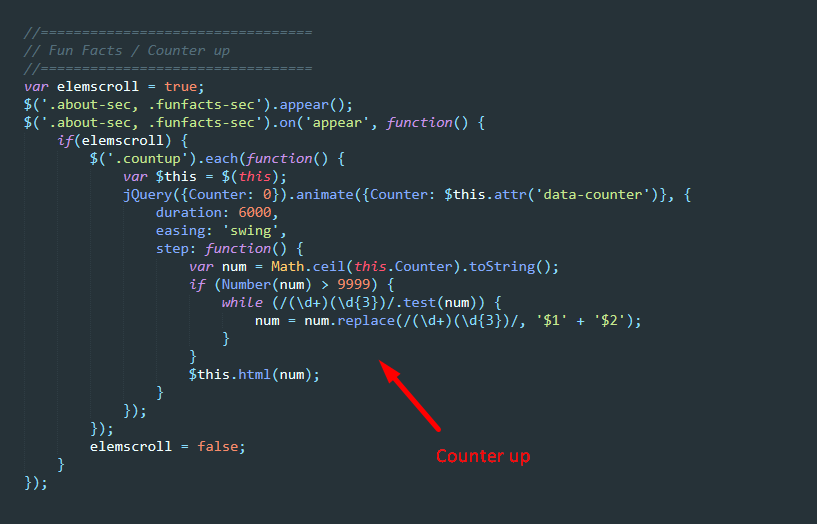 //=================================
// Fun Facts / Counter up
//=================================
var elemscroll = true;
$('.about-sec, .funfacts-sec').appear();
$('.about-sec, .funfacts-sec').on('appear', function() {
    if(elemscroll) {
        $('.countup').each(function() {
            var $this = $(this);
            jQuery({Counter: 0}).animate({Counter: $this.attr('data-counter')}, {
                duration: 6000,
                easing: 'swing',
                step: function() {
                    var num = Math.ceil(this.Counter).toString();
                    if (Number(num) > 9999) {
                        while (/(\d+)(\d{3})/.test(num)) {
                            num = num.replace(/(\d+)(\d{3})/, '$1' + '$2');
                        }
                    }
                    $this.html(num);
                }
            });
        });
        elemscroll = false;
    }
});
Counter up